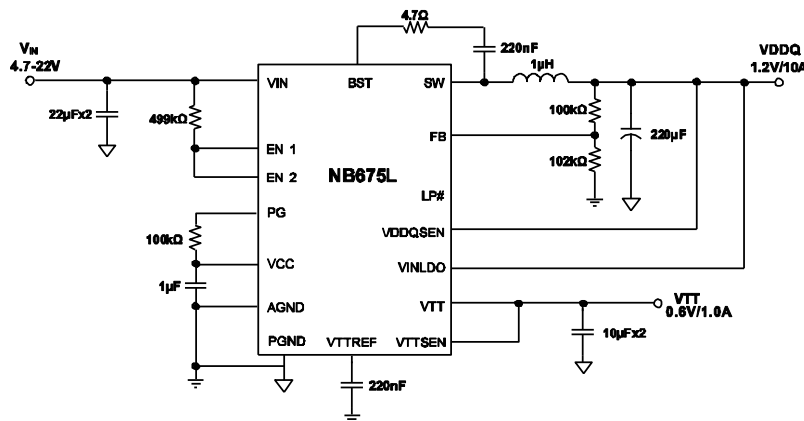 4.7Ω
VIN
4.7-22V
220nF
1µH
VDDQ
1.2V/10A
VIN
BST
SW
22µFx2
499kΩ
100kΩ
220µF
FB
EN 1
102kΩ
EN 2
NB675L
LP#
PG
VDDQSEN
100kΩ
VCC
VINLDO
1µF
VTT
AGND
VTT
0.6V/1.0A
PGND
VTTREF
VTTSEN
10µFx2
220nF